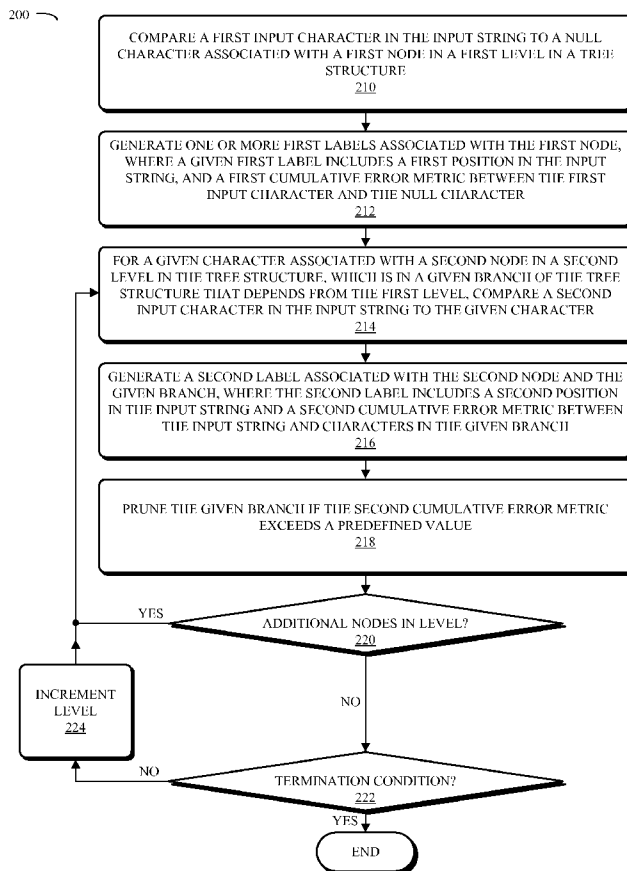 200
COMPARE A FIRST INPUT CHARACTER IN THE INPUT STRING TO A NULL
CHARACTER ASSOCIATED WITH A FIRST NODE IN A FIRST LEVEL IN A TREE
STRUCTURE
210
GENERATE ONE OR MORE FIRST LABELS ASSOCIATED WITH THE FIRST NODE,
WHERE A GIVEN FIRST LABEL INCLUDES A FIRST POSITION IN THE INPUT
STRING, AND A FIRST CUMULATIVE ERROR METRIC BETWEEN THE FIRST
INPUT CHARACTER AND THE NULL CHARACTER
212
FOR A GIVEN CHARACTER ASSOCIATED WITH A SECOND NODE IN A SECOND
LEVEL IN THE TREE STRUCTURE, WHICH IS IN A GIVEN BRANCH OF THE TREE
STRUCTURE THAT DEPENDS FROM THE FIRST LEVEL, COMPARE A SECOND
INPUT CHARACTER IN THE INPUT STRING TO THE GIVEN CHARACTER
214
GENERATE A SECOND LABEL ASSOCIATED WITH THE SECOND NODE AND THE
GIVEN BRANCH, WHERE THE SECOND LABEL INCLUDES A SECOND POSITION
IN THE INPUT STRING AND A SECOND CUMULATIVE ERROR METRIC BETWEEN
THE INPUT STRING AND CHARACTERS IN THE GIVEN BRANCH
216
PRUNE THE GIVEN BRANCH IF THE SECOND CUMULATIVE ERROR METRIC
EXCEEDS A PREDEFINED VALUE
218
YES
ADDITIONAL NODES IN LEVEL?
220
INCREMENT
LEVEL
224
NO
NO
TERMINATION CONDITION?
222
YES
END